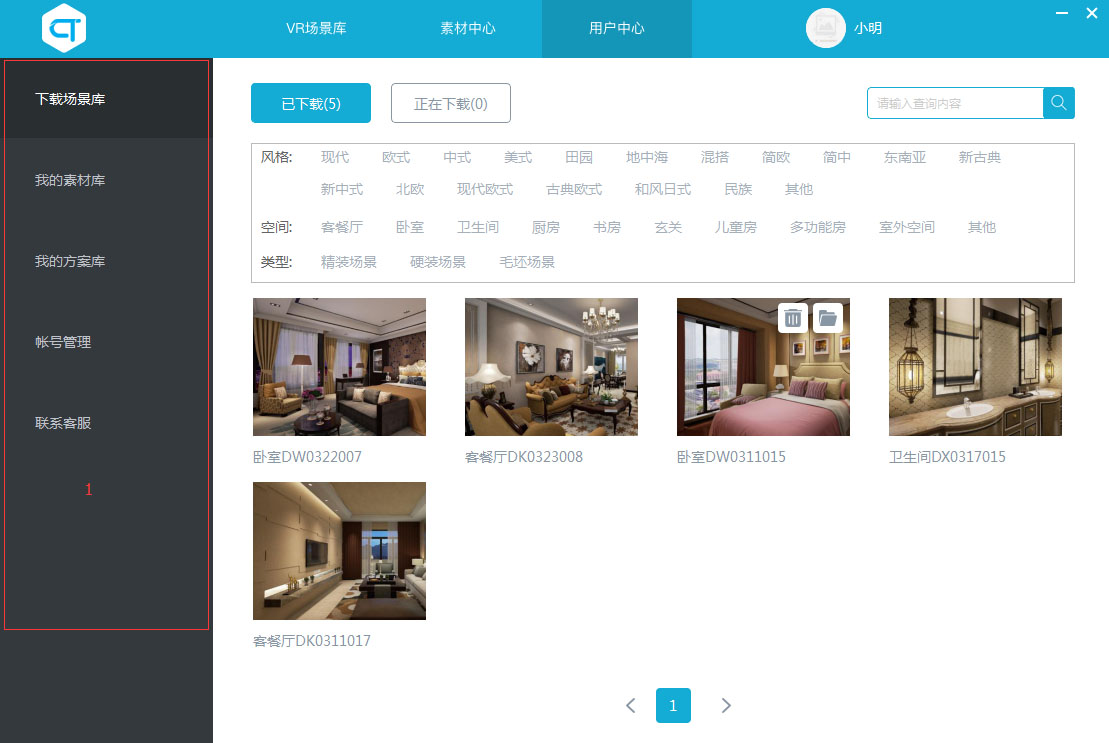 CT
VR场景库 素材中心 用户中心 小明
下载场景库
我的素材库
我的方案库
帐号管理
联系客服
1
已下载(5) 正在下载(0) 请输入查询内容
风格: 现代 欧式 中式 美式 田园 地中海 混搭 简欧 简中 东南亚 新古典
新中式 北欧 现代欧式 古典欧式 和风日式 民族 其他
空间: 客餐厅 卧室 卫生间 厨房 书房 玄关 儿童房 多功能房 室外空间 其他
类型: 精装场景 硬装场景 毛坯场景
卧室DW0322007 客餐厅DK0323008 卧室DW0311015 卫生间DX0317015
客餐厅DK0311017
1